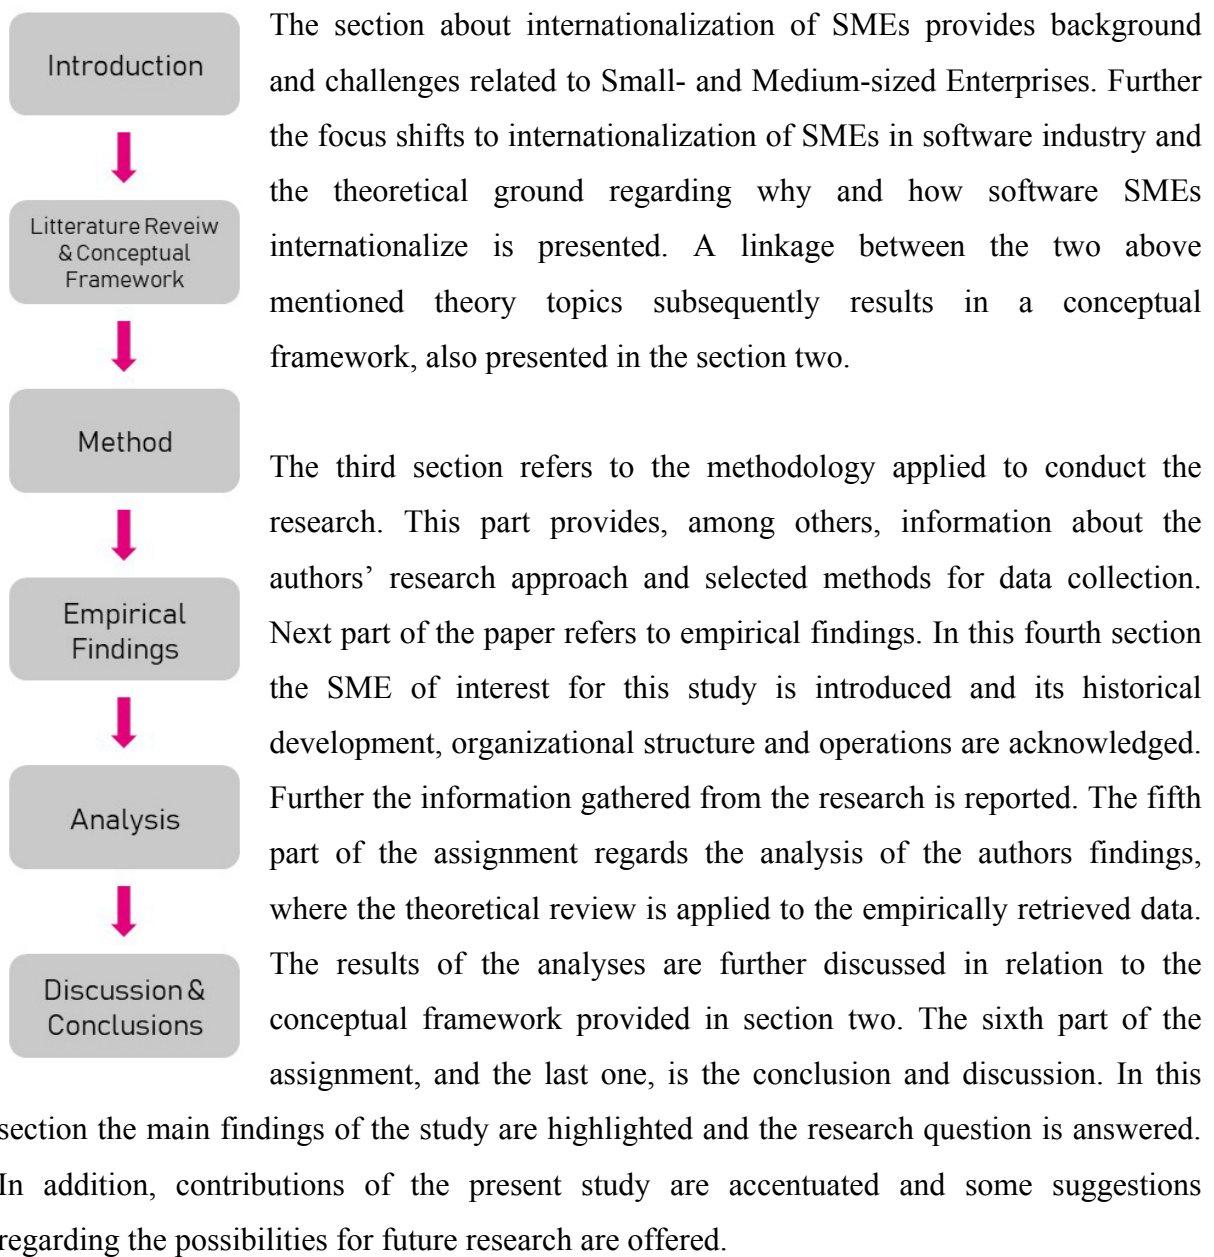 Introduction
Litterature Reveiw
& Conceptual
Framework
Method
Empirical
Findings
Analysis
Discussion &
Conclusions
The section about internationalization of SMEs provides background
and challenges related to Small- and Medium-sized Enterprises. Further
the focus shifts to internationalization of SMEs in software industry and
the theoretical ground regarding why and how software SMEs
internationalize is presented. A linkage between the two above
mentioned theory topics subsequently results in a conceptual
framework, also presented in the section two.
The third section refers to the methodology applied to conduct the
research. This part provides, among others, information about the
authors’ research approach and selected methods for data collection.
Next part of the paper refers to empirical findings. In this fourth section
the SME of interest for this study is introduced and its historical
development, organizational structure and operations are acknowledged.
Further the information gathered from the research is reported. The fifth
part of the assignment regards the analysis of the authors findings,
where the theoretical review is applied to the empirically retrieved data.
The results of the analyses are further discussed in relation to the
conceptual framework provided in section two. The sixth part of the
assignment, and the last one, is the conclusion and discussion. In this
section the main findings of the study are highlighted and the research question is answered.
In addition, contributions of the present study are accentuated and some suggestions
regarding the possibilities for future research are offered.